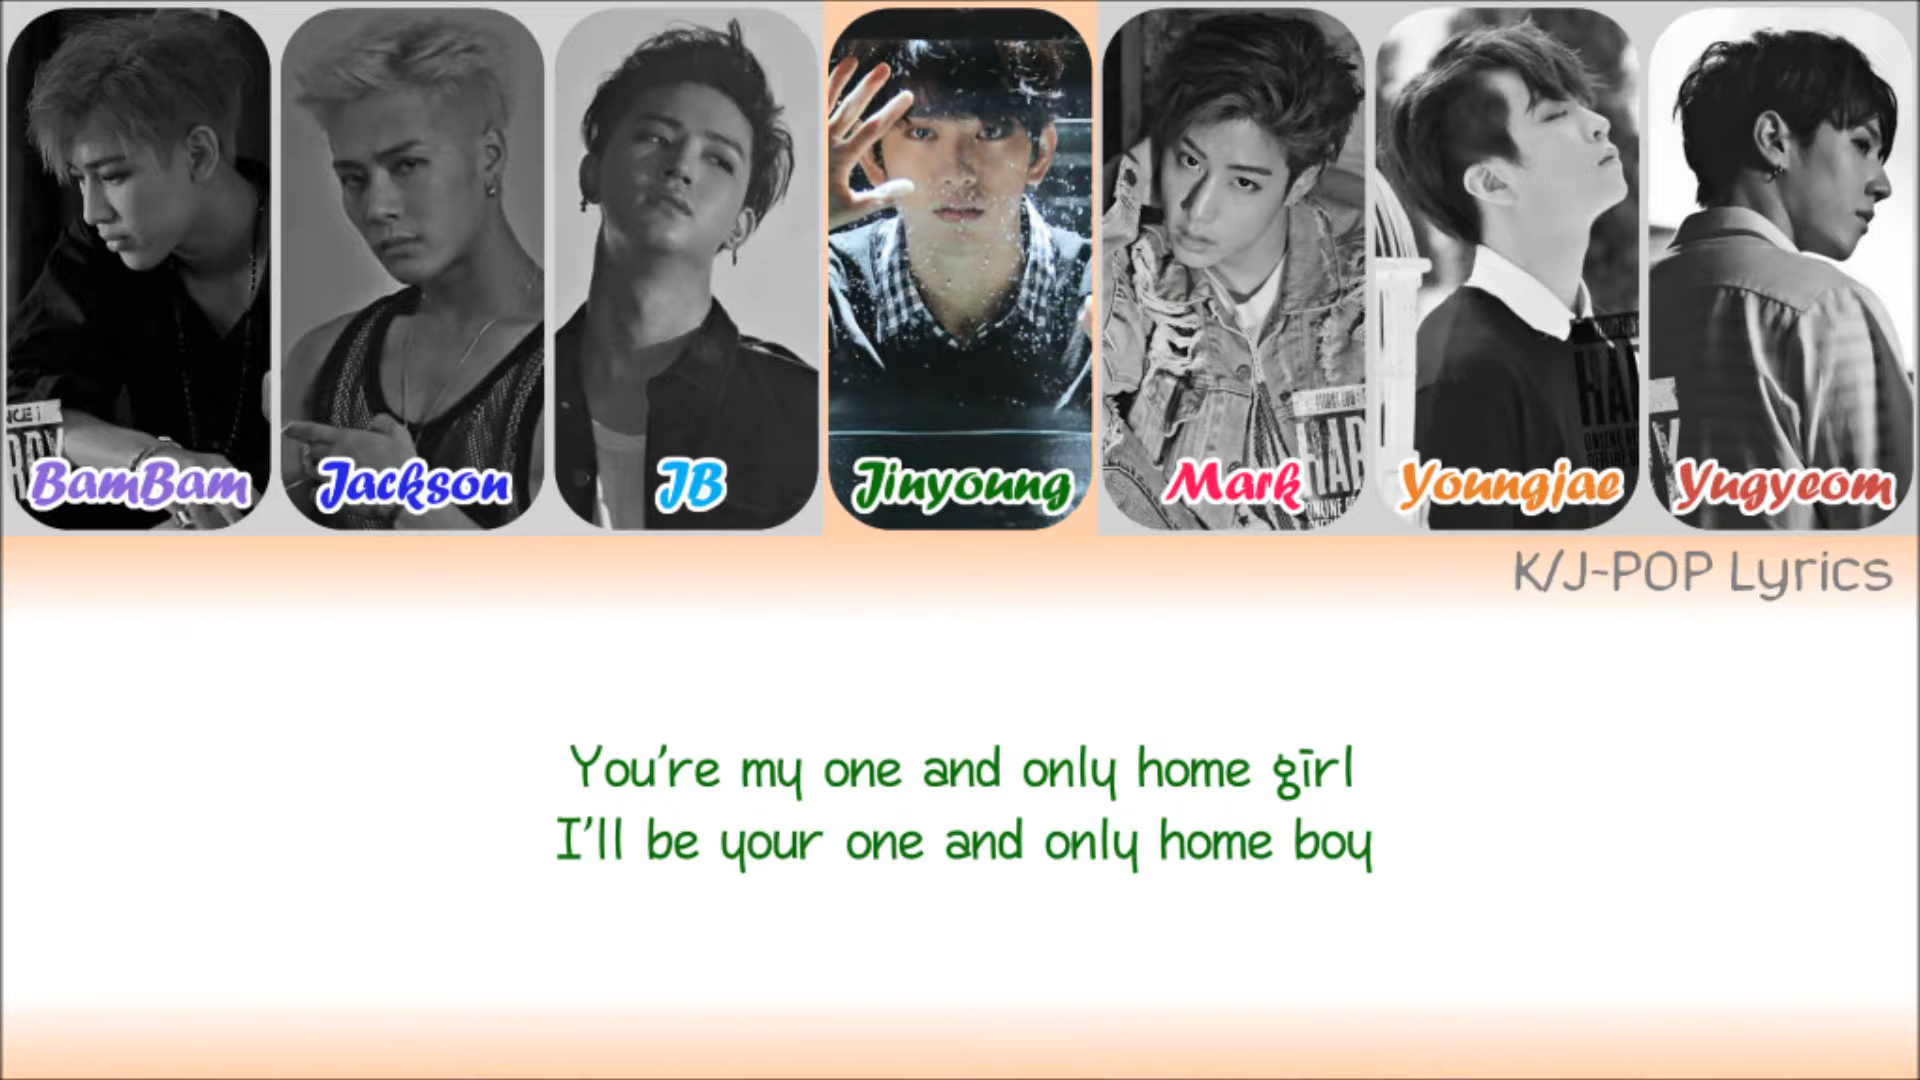 BamBam
Jackson
JB
Jinyoung
Mark
Youngjae
Yugyeom
K/J-POP Lyrics
You're my one and only home girl
I'll be your one and only home boy